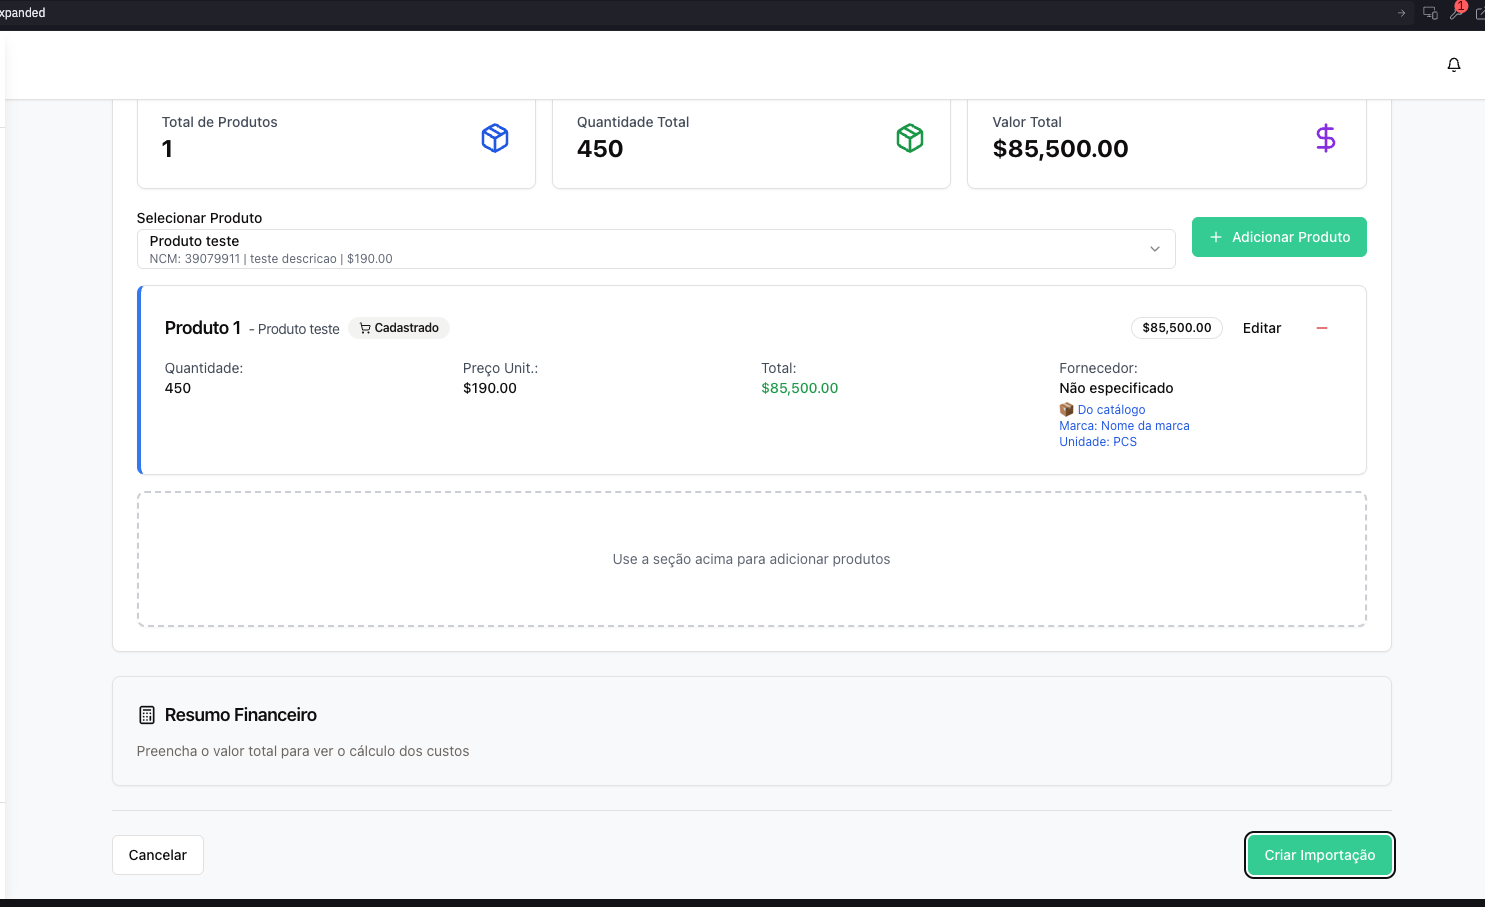 xpanded
1
Total de Produtos
1
Quantidade Total
450
Valor Total
$85,500.00
Selecionar Produto
Produto teste
NCM: 39079911 | teste descricao | $190.00
Adicionar Produto
Produto 1 - Produto teste Cadastrado
$85,500.00 Editar
Quantidade:
450
Preço Unit.:
$190.00
Total:
$85,500.00
Fornecedor:
Não especificado
Do catálogo
Marca: Nome da marca
Unidade: PCS
Use a seção acima para adicionar produtos
Resumo Financeiro
Preencha o valor total para ver o cálculo dos custos
Cancelar
Criar Importação